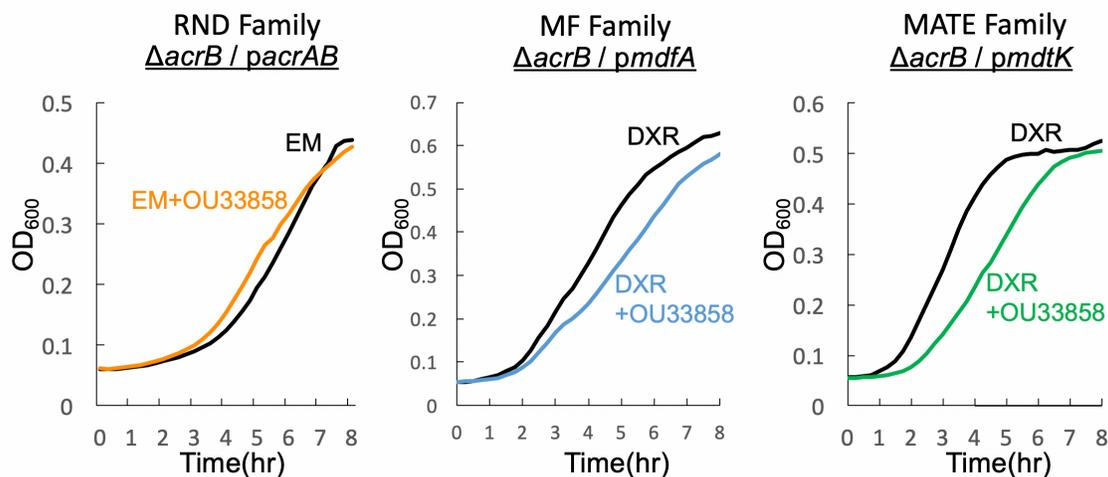 RND Family
ΔacrB / pacrAB
0.5
0.4
0.3
0.2
0.1
0
OD600
EM
EM+OU33858
0 1 2 3 4 5 6 7 8
Time(hr)
MF Family
ΔacrB / pmdfA
0.7
0.6
0.5
0.4
0.3
0.2
0.1
0
OD600
DXR
DXR
+OU33858
0 1 2 3 4 5 6 7 8
Time(hr)
MATE Family
ΔacrB / pmdtK
0.6
0.5
0.4
0.3
0.2
0.1
0
OD600
DXR
DXR
+OU33858
0 1 2 3 4 5 6 7 8
Time(hr)